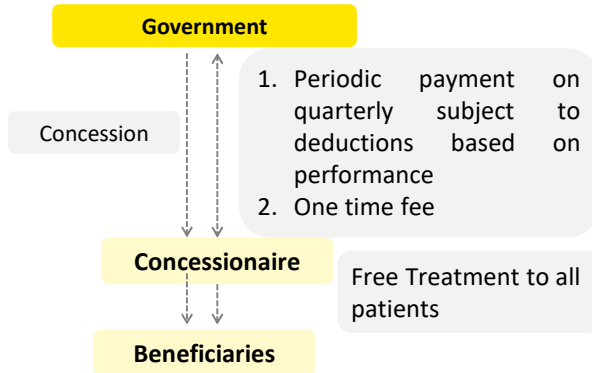 Government
1. Periodic payment on
quarterly subject to
deductions based on
performance
2. One time fee
Concession
Concessionaire
Free Treatment to all
patients
Beneficiaries